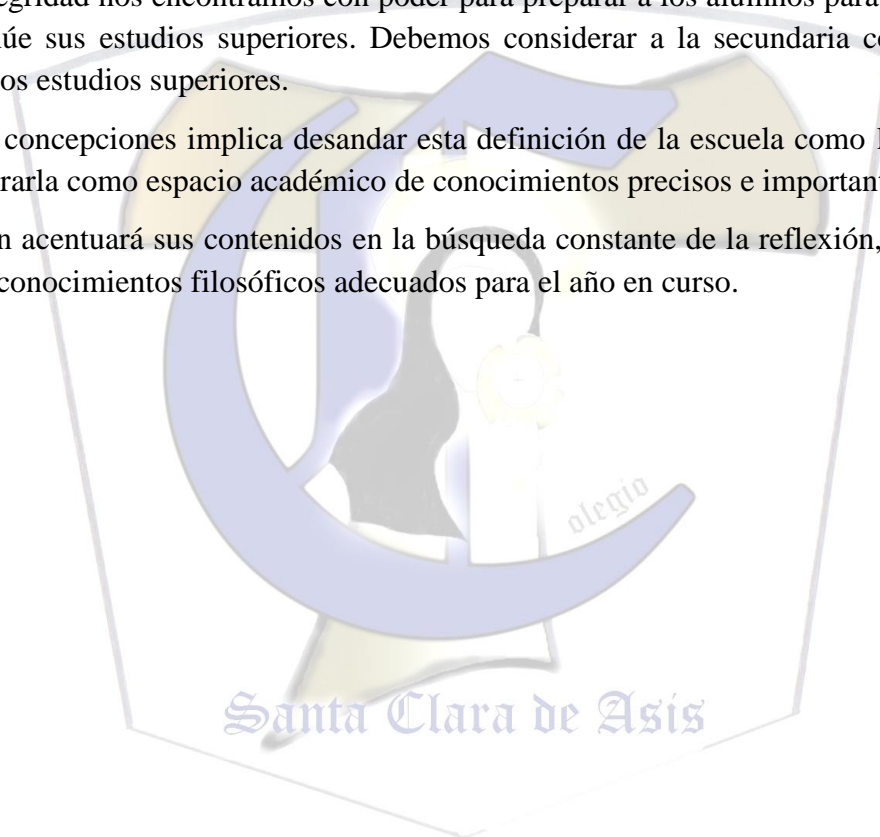 egridad nos encontramos con poder para preparar a los alumnos para
úe sus estudios superiores. Debemos considerar a la secundaria co
os estudios superiores.
concepciones implica desandar esta definición de la escuela como
rarla como espacio académico de conocimientos precisos e important
n acentuará sus contenidos en la búsqueda constante de la reflexión,
conocimientos filosóficos adecuados para el año en curso.
olegio
Santa Clara de Asis